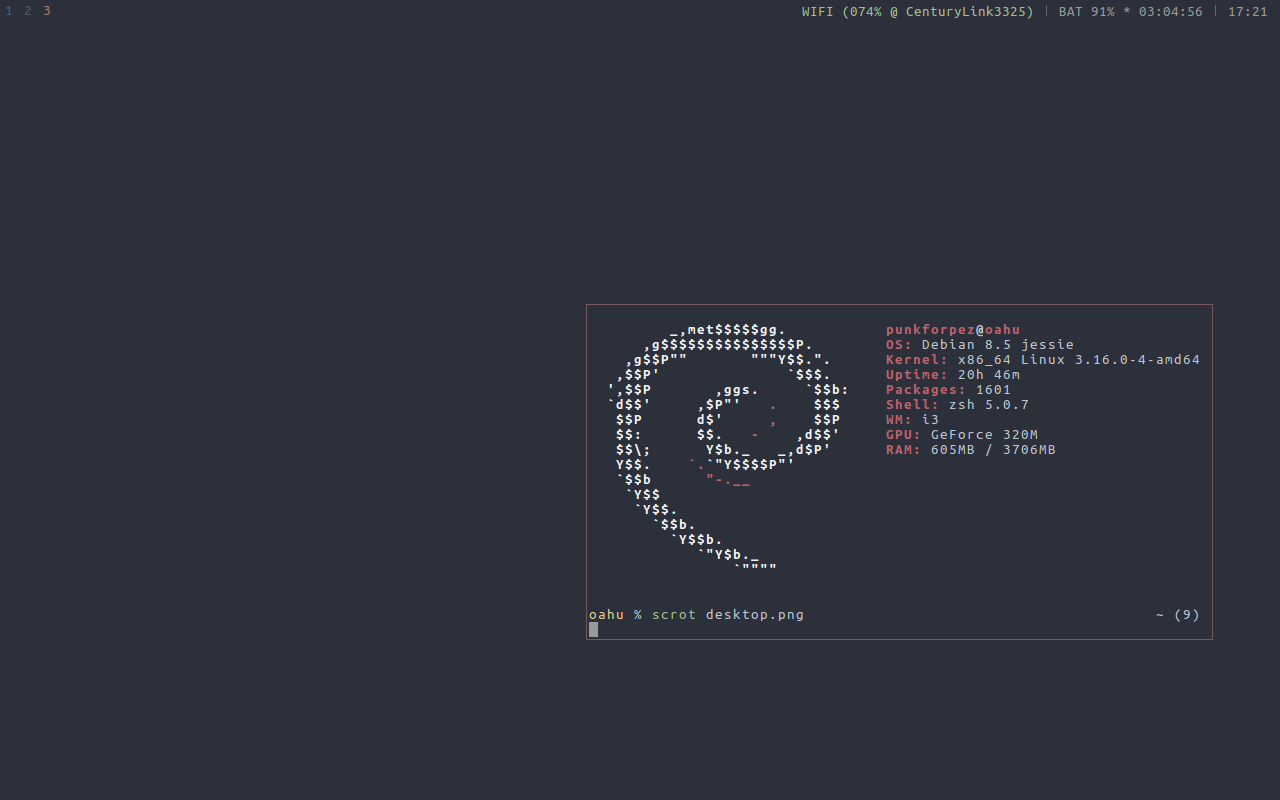 1 2 3 WIFI (074% @ CenturyLink3325) | BAT 91% * 03:04:56 | 17:21
         _,met$$$$$gg.           punkforpez@oahu
      ,g$$$$$$$$$$$$$$$P.        OS: Debian 8.5 jessie
    ,g$$P""       """Y$$.".      Kernel: x86_64 Linux 3.16.0-4-amd64
   ,$$P'              `$$$.      Uptime: 20h 46m
  ',$$P       ,ggs.     `$$b:    Packages: 1601
  `d$$'     ,$P"'   .    $$$     Shell: zsh 5.0.7
   $$P      d$'     ,    $$P     WM: i3
   $$:      $$.   -    ,d$$'     GPU: GeForce 320M
   $$\;      Y$b._   _,d$P'      RAM: 605MB / 3706MB
   Y$$.    `.`"Y$$$$P"'
   `$$b      "-.__
    `Y$$
     `Y$$.
       `$$b.
         `Y$$b.
            `"Y$b._
                `""""
oahu % scrot desktop.png ~ (9)